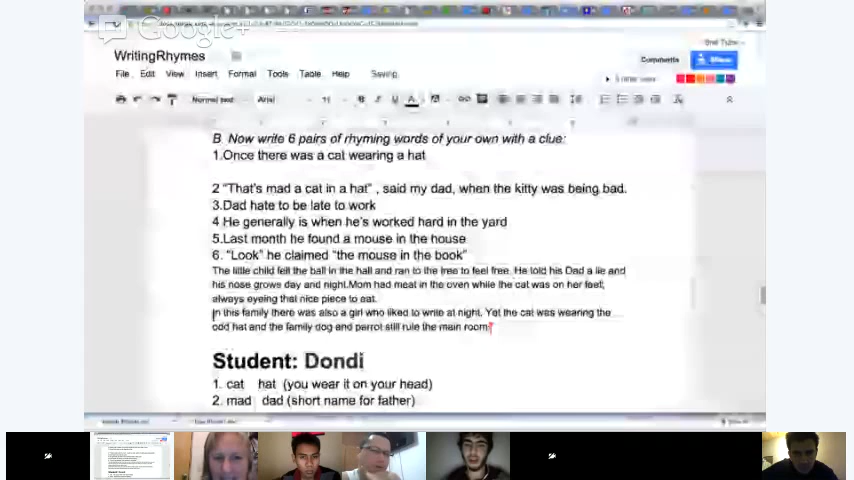 Google+
WritingRhymes
Comments
Share
File Edit View Insert Format Tools Table Help Saving
Normal text Arial 11
B Now write 6 pairs of rhyming words of your own with a clue:
1.Once there was a cat wearing a hat
2 "That's mad a cat in a hat" , said my dad, when the kitty was being bad.
3.Dad hate to be late to work
4 He generally is when he's worked hard in the yard
5.Last month he found a mouse in the house
6. "Look" he claimed "the mouse in the book"
The little child fell the ball in the hall and ran to the tree to feel free. He told his Dad a lie and
his nose grows day and night.Mom had meat in the oven while the cat was on her feet,
always eyeing that nice piece to eat.
In this family there was also a girl who liked to write at night. Yet the cat was wearing the
odd hat and the family dog and parrot still rule the main room
Student: Dondi
1. cat hat (you wear it on your head)
2. mad dad (short name for father)